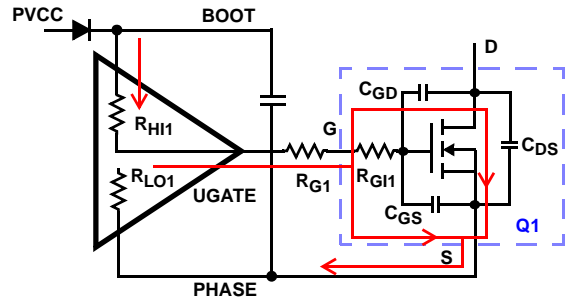 PVCC
BOOT
D
CGD
RHI1
G
CDS
RLO1
UGATE
RG1
RGI1
CGS
Q1
S
PHASE